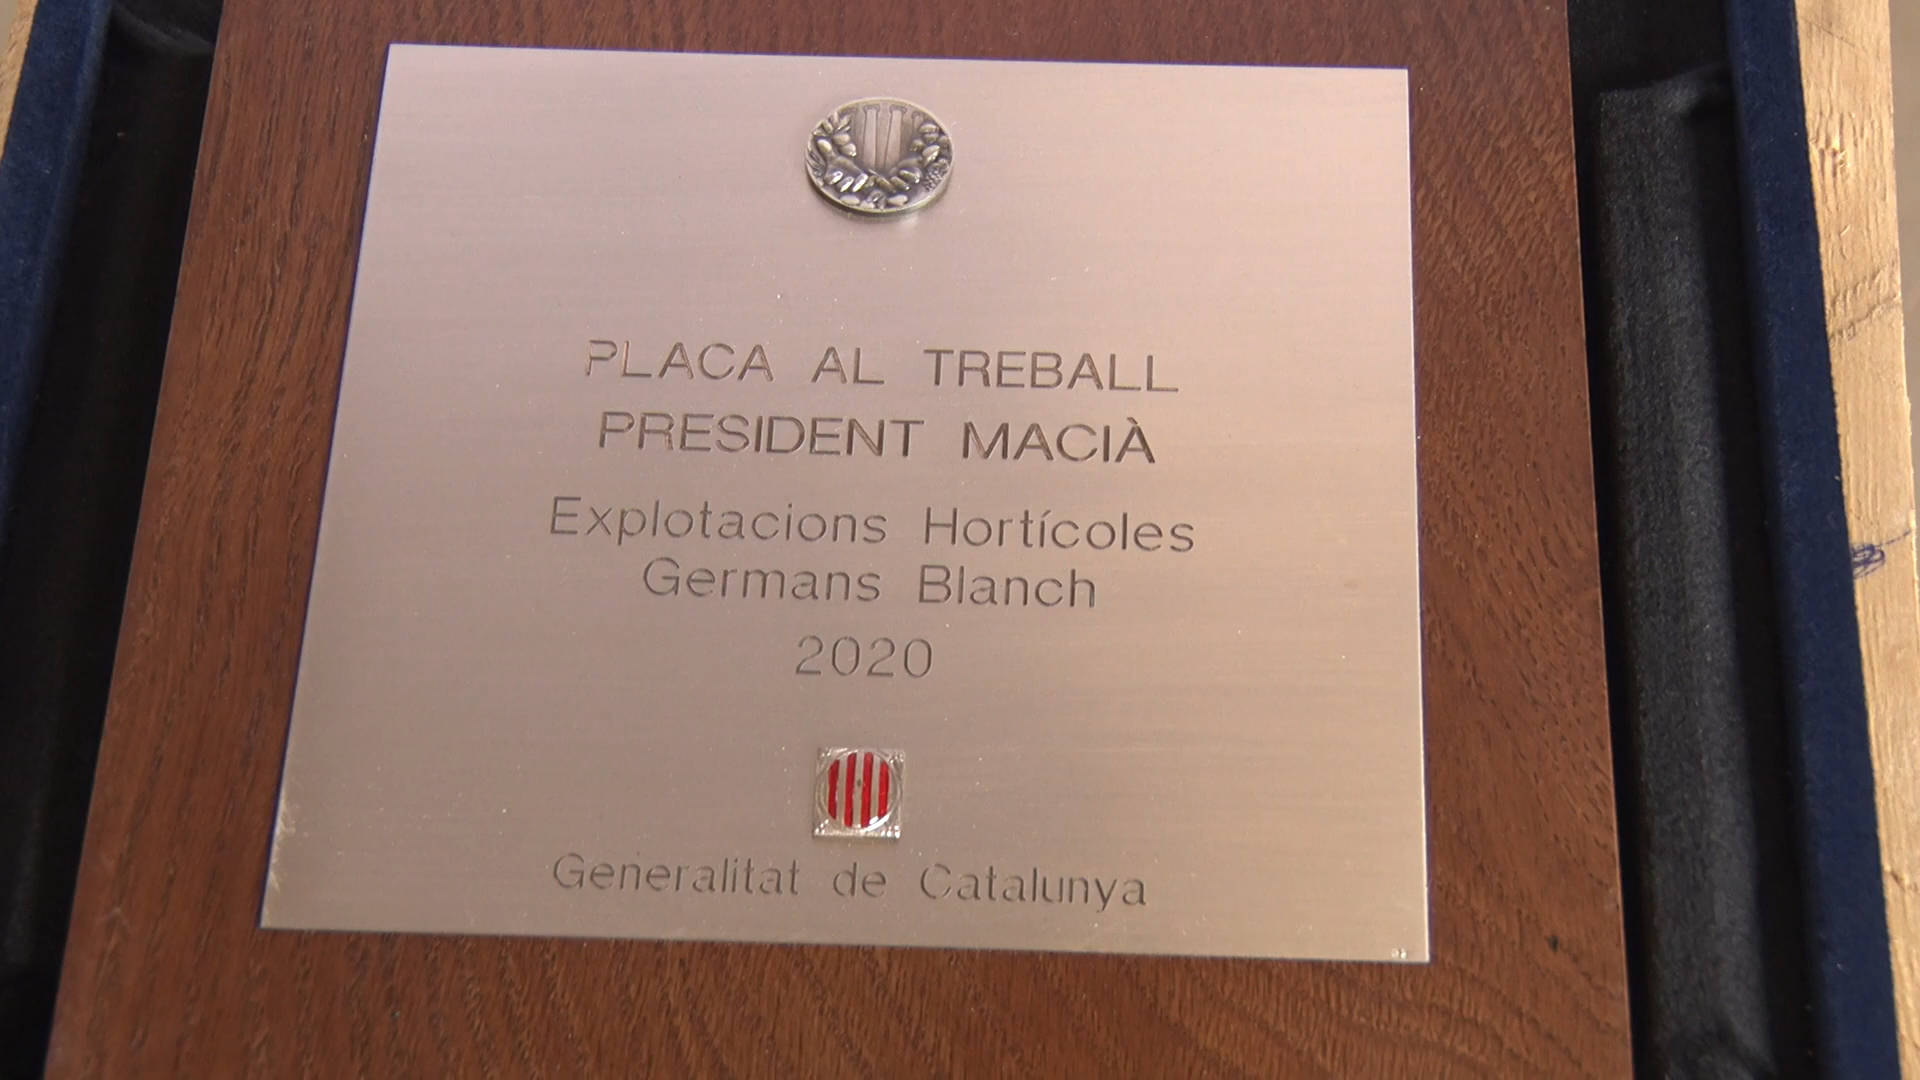 PLACA AL TREBALL
PRESIDENT MACIÀ
Explotacions Hortícoles
Germans Blanch
2020
Generalitat de Catalunya